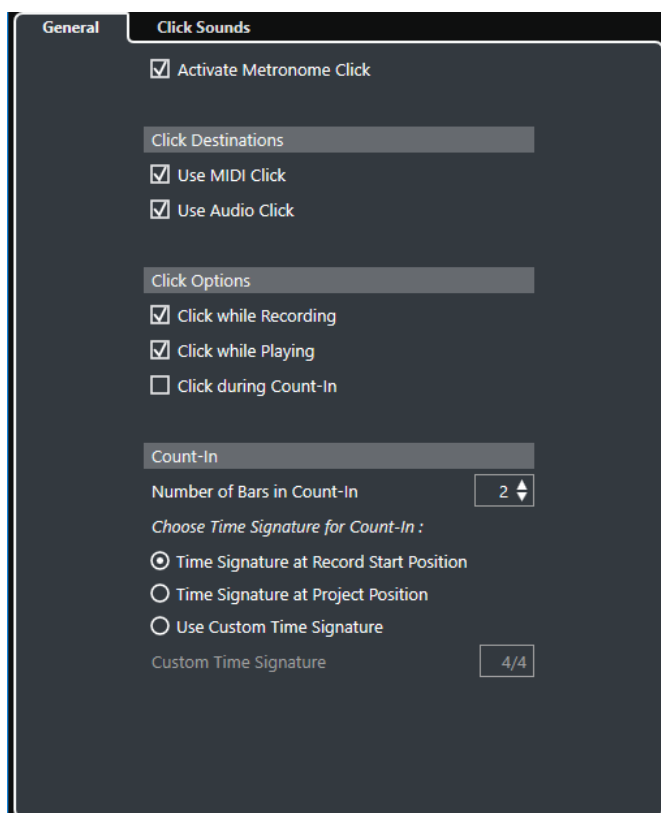 General
Click Sounds
Activate Metronome Click
Click Destinations
Use MIDI Click
Use Audio Click
Click Options
Click while Recording
Click while Playing
Click during Count-In
Count-In
Number of Bars in Count-In 2
Choose Time Signature for Count-In :
Time Signature at Record Start Position
Time Signature at Project Position
Use Custom Time Signature
Custom Time Signature 4/4